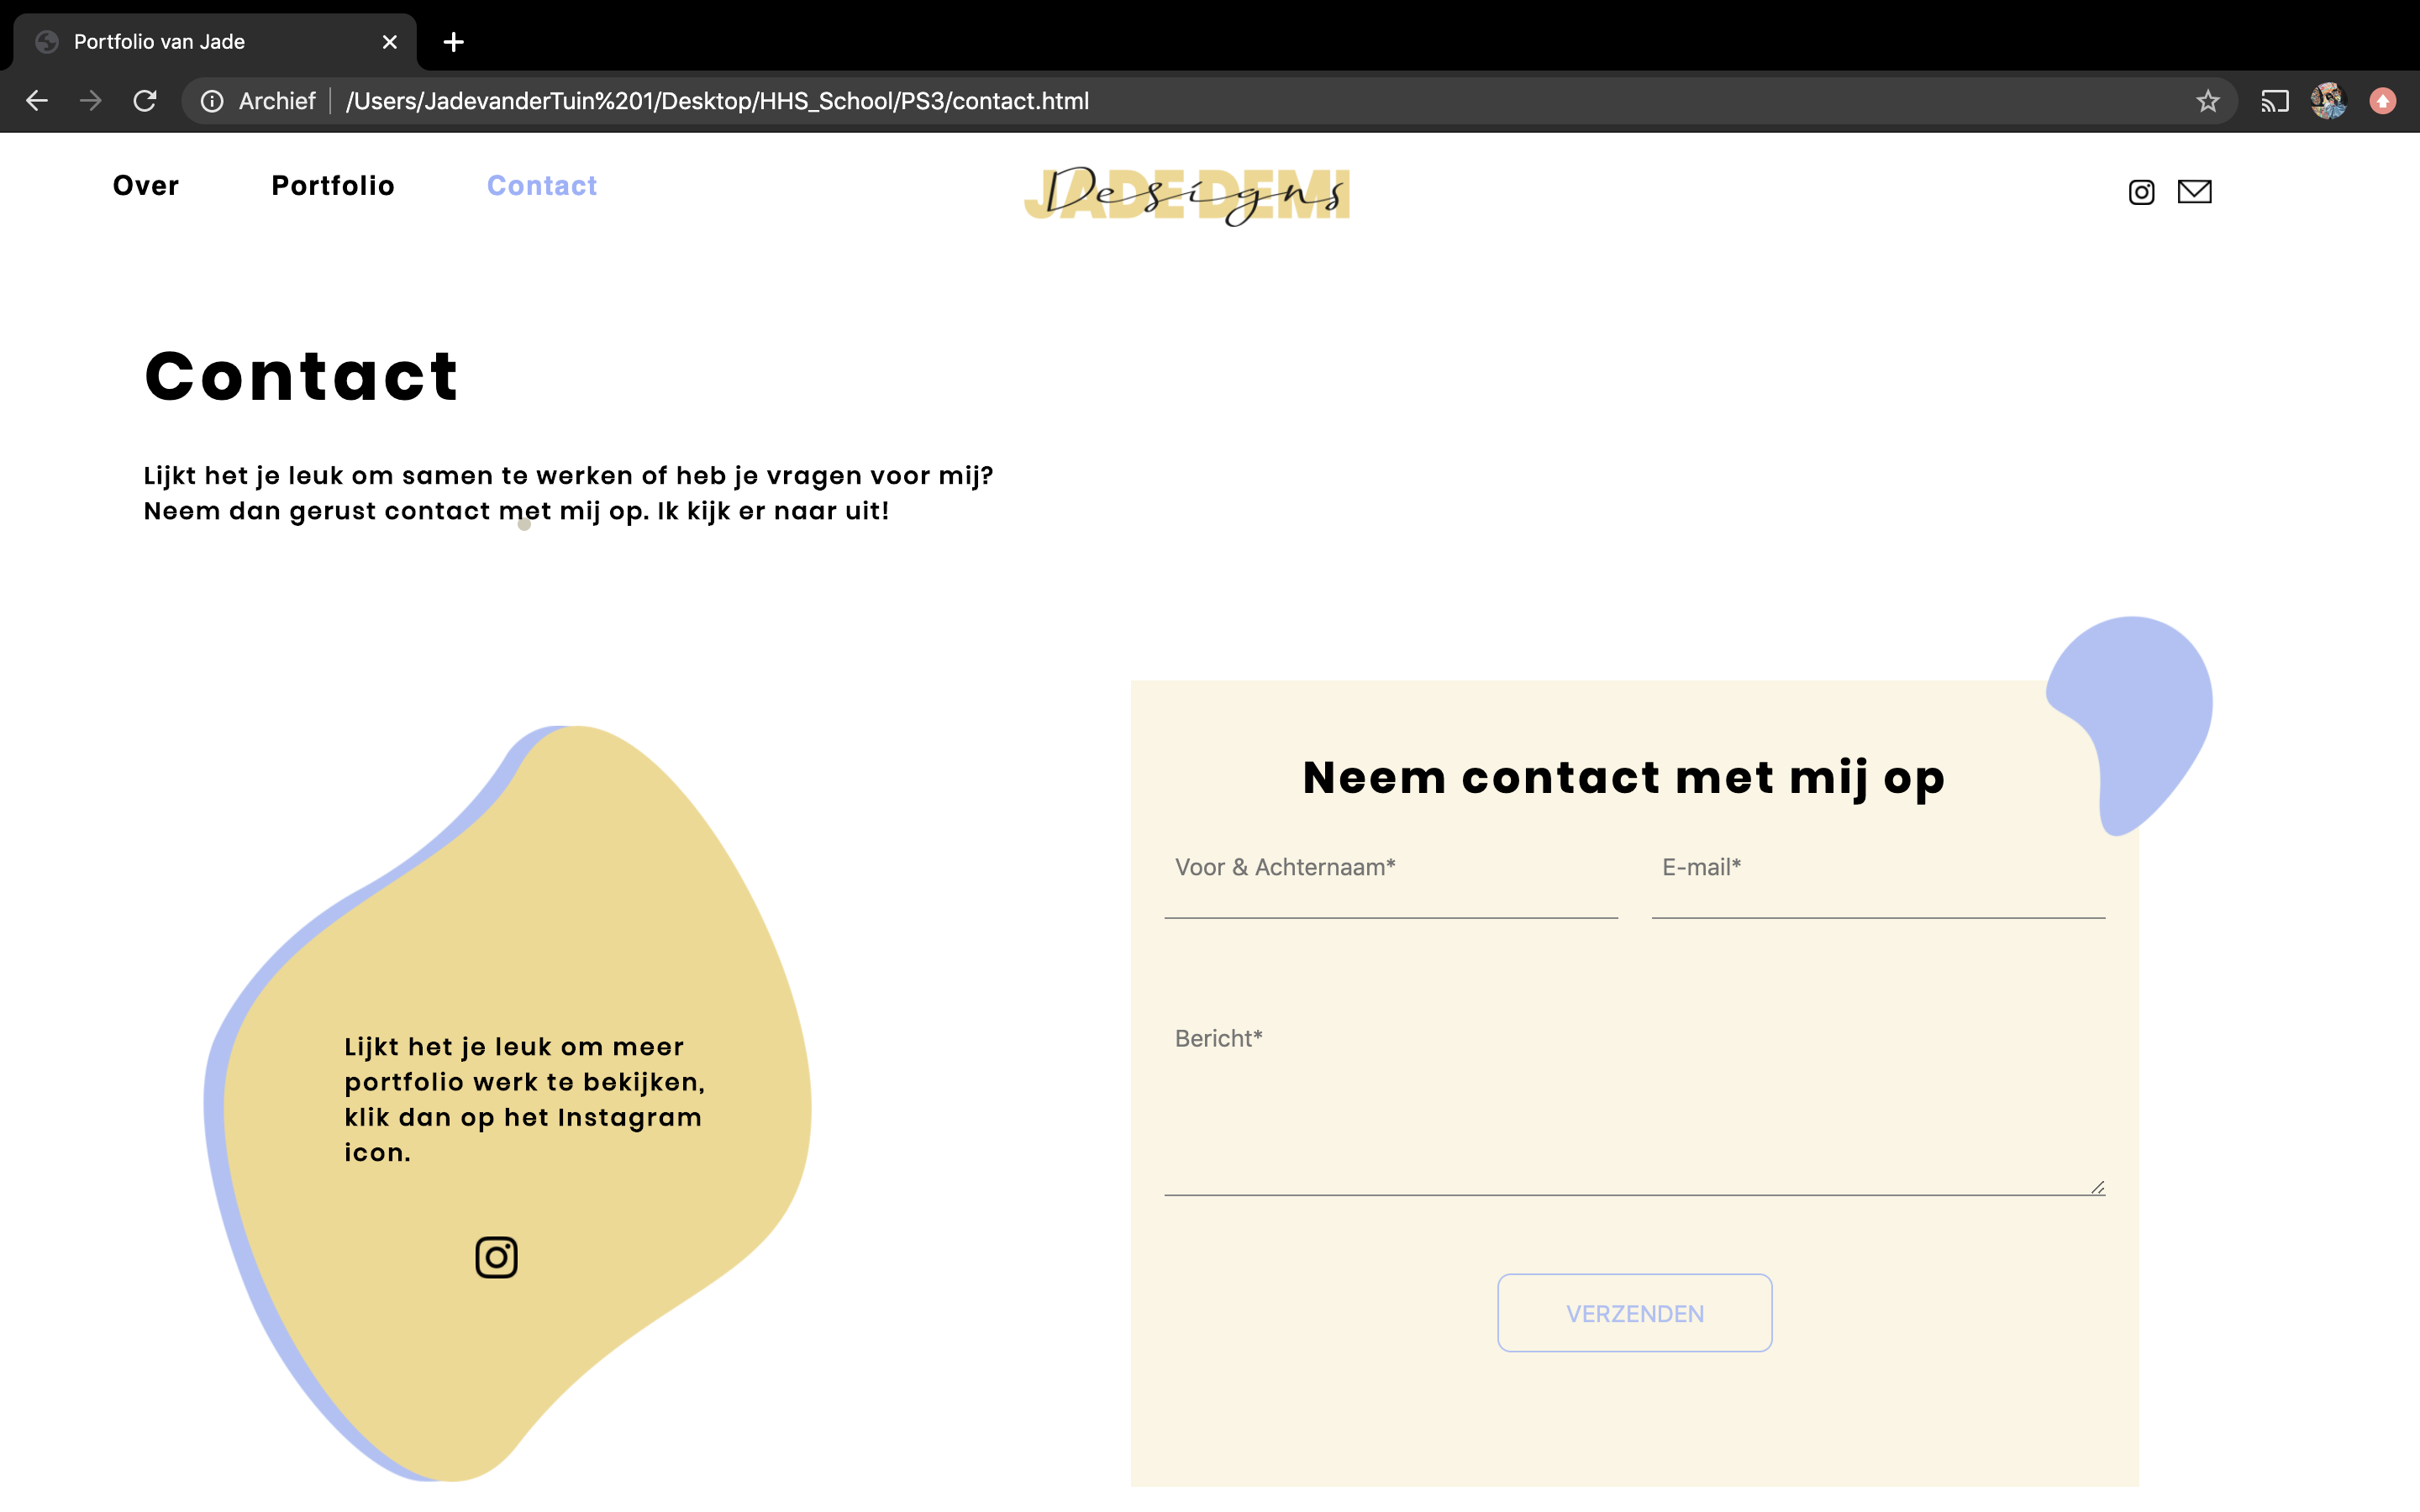 Portfolio van Jade
Archief /Users/JadevanderTuin%201/Desktop/HHS_School/PS3/contact.html
Over Portfolio Contact
JADE DEMI
Designs
Contact
Lijkt het je leuk om samen te werken of heb je vragen voor mij?
Neem dan gerust contact met mij op. Ik kijk er naar uit!
Lijkt het je leuk om meer
portfolio werk te bekijken,
klik dan op het Instagram
icon.
Neem contact met mij op
Voor & Achternaam* E-mail*
Bericht*
VERZENDEN